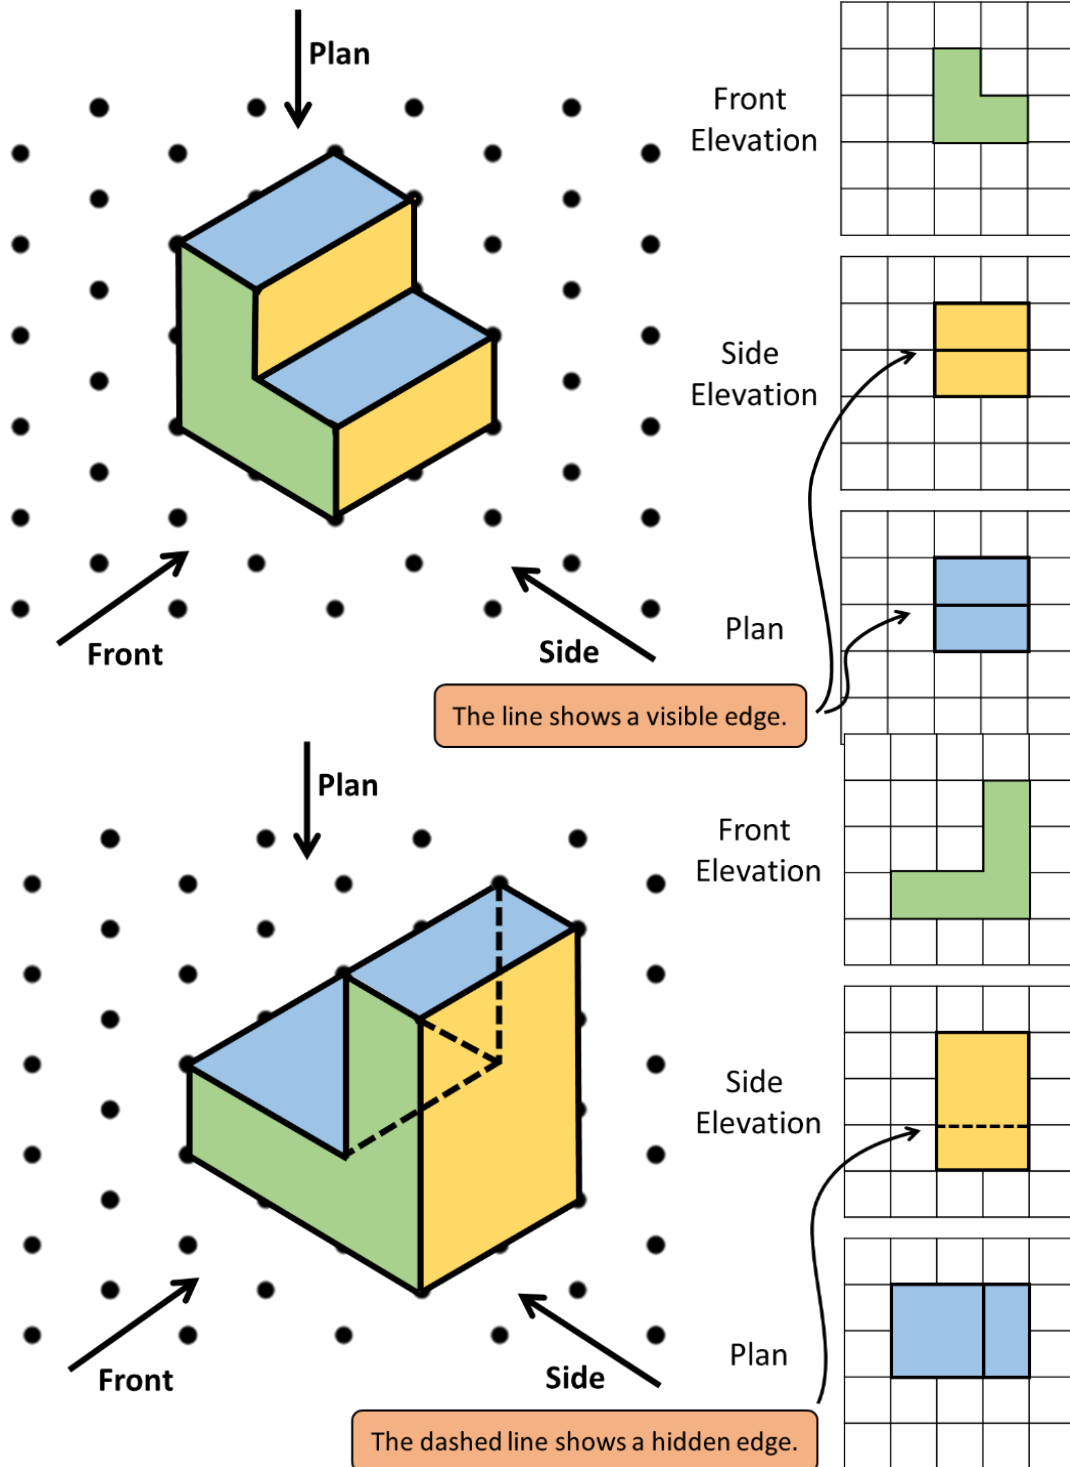 Plan
Front
Elevation
Side
Elevation
Plan
Front
Side
The line shows a visible edge.
Plan
Front
Elevation
Side
Elevation
Plan
Front
Side
The dashed line shows a hidden edge.